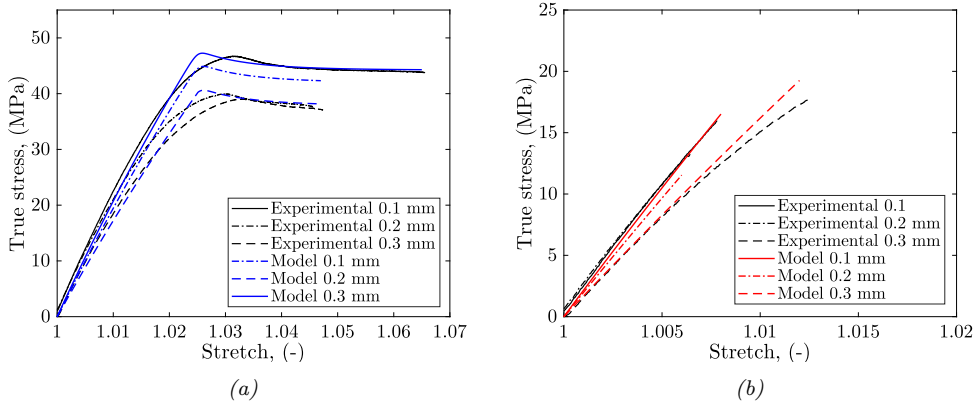 True stress, (MPa)
50
40
30
20
10
0
1
1.01
1.02
1.03
1.04
1.05
1.06
1.07
Stretch, (-)
Experimental 0.1 mm
Experimental 0.2 mm
Experimental 0.3 mm
Model 0.1 mm
Model 0.2 mm
Model 0.3 mm
(a)
True stress, (MPa)
25
20
15
10
5
0
1
1.005
1.01
1.015
1.02
Stretch, (-)
Experimental 0.1
Experimental 0.2 mm
Experimental 0.3 mm
Model 0.1 mm
Model 0.2 mm
Model 0.3 mm
(b)